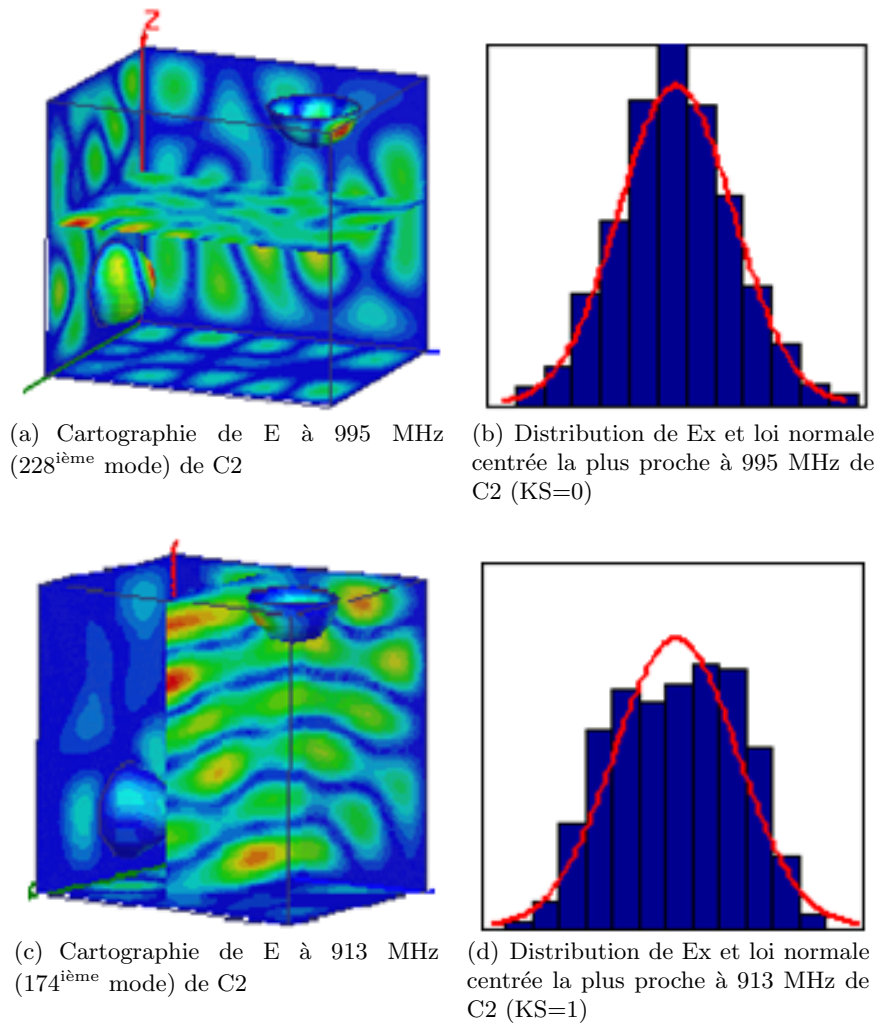 Z
(a) Cartographie de E à 995 MHz
(228ième mode) de C2
(b) Distribution de Ex et loi normale
centrée la plus proche à 995 MHz de
C2 (KS=0)
(c) Cartographie de E à 913 MHz
(174ième mode) de C2
(d) Distribution de Ex et loi normale
centrée la plus proche à 913 MHz de
C2 (KS=1)